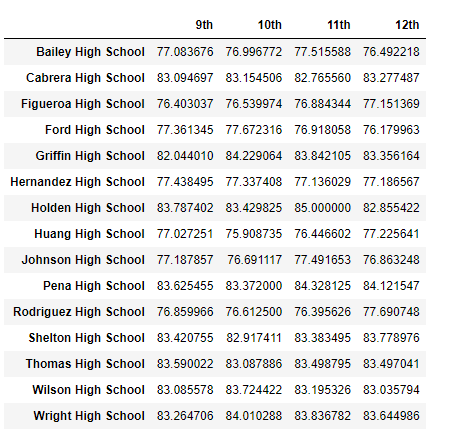 9th 10th 11th 12th
Bailey High School 77.083676 76.996772 77.515588 76.492218
Cabrera High School 83.094697 83.154506 82.765560 83.277487
Figueroa High School 76.403037 76.539974 76.884344 77.151369
Ford High School 77.361345 77.672316 76.918058 76.179963
Griffin High School 82.044010 84.229064 83.842105 83.356164
Hernandez High School 77.438495 77.337408 77.136029 77.186567
Holden High School 83.787402 83.429825 85.000000 82.855422
Huang High School 77.027251 75.908735 76.446602 77.225641
Johnson High School 77.187857 76.691117 77.491653 76.863248
Pena High School 83.625455 83.372000 84.328125 84.121547
Rodriguez High School 76.859966 76.612500 76.395626 77.690748
Shelton High School 83.420755 82.917411 83.383495 83.778976
Thomas High School 83.590022 83.087886 83.498795 83.497041
Wilson High School 83.085578 83.724422 83.195326 83.035794
Wright High School 83.264706 84.010288 83.836782 83.644986